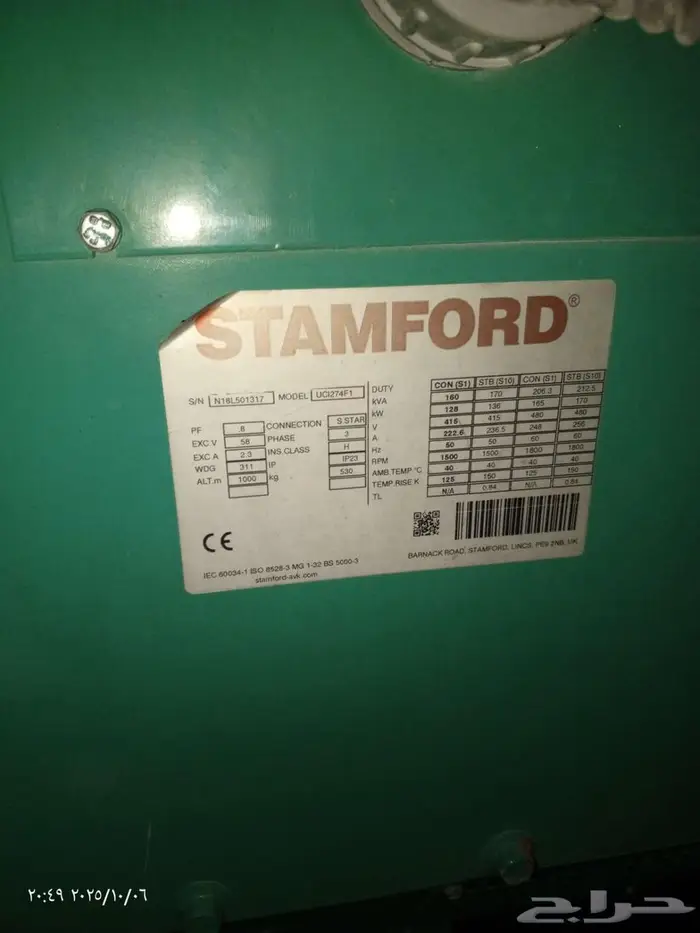 STAMFORD®
S/N N18L501317 MODEL UCI274F1
PF .8 CONNECTION S.STAR
EXC.V 58 PHASE 3
EXC.A 2.3 INS.CLASS H
WDG 311 IP IP23
ALT.m 1000 kg 530
DUTY CON (S1) STB (S10) CON (S1) STB (S10)
kVA 160 170 206.3 212.5
kW 128 136 165 170
V 415 415 480 480
A 222.6 236.5 248 256
Hz 50 50 60 60
RPM 1500 1500 1800 1800
AMB.TEMP °C 40 40 40 40
TEMP.RISE K 125 150 125 150
TL N/A 0.84 N/A 0.84
CE
IEC 60034-1 ISO 8528-3 MG 1-32 BS 5000-3
stamford-avk.com
BARNACK ROAD, STAMFORD, LINCS, PE9 2NB, UK
٢٠:٤٩ ٢٠٢٥/١٠/٠٦
حراج